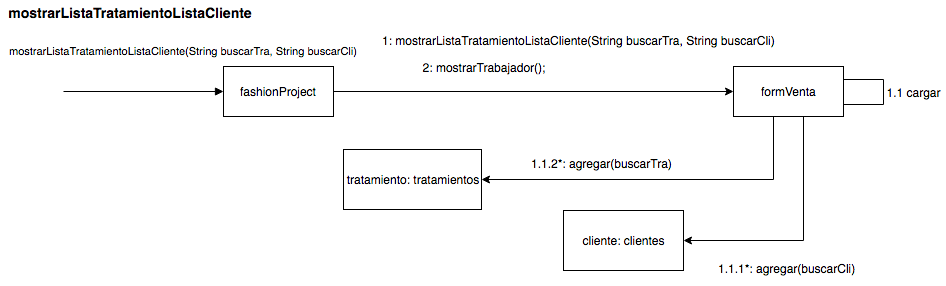 mostrarListaTratamientoListaCliente
mostrarListaTratamientoListaCliente(String buscarTra, String buscarCli)
1: mostrarListaTratamientoListaCliente(String buscarTra, String buscarCli)
2: mostrarTrabajador();
fashionProject
formVenta
1.1 cargar
1.1.2*: agregar(buscarTra)
tratamiento: tratamientos
cliente: clientes
1.1.1*: agregar(buscarCli)